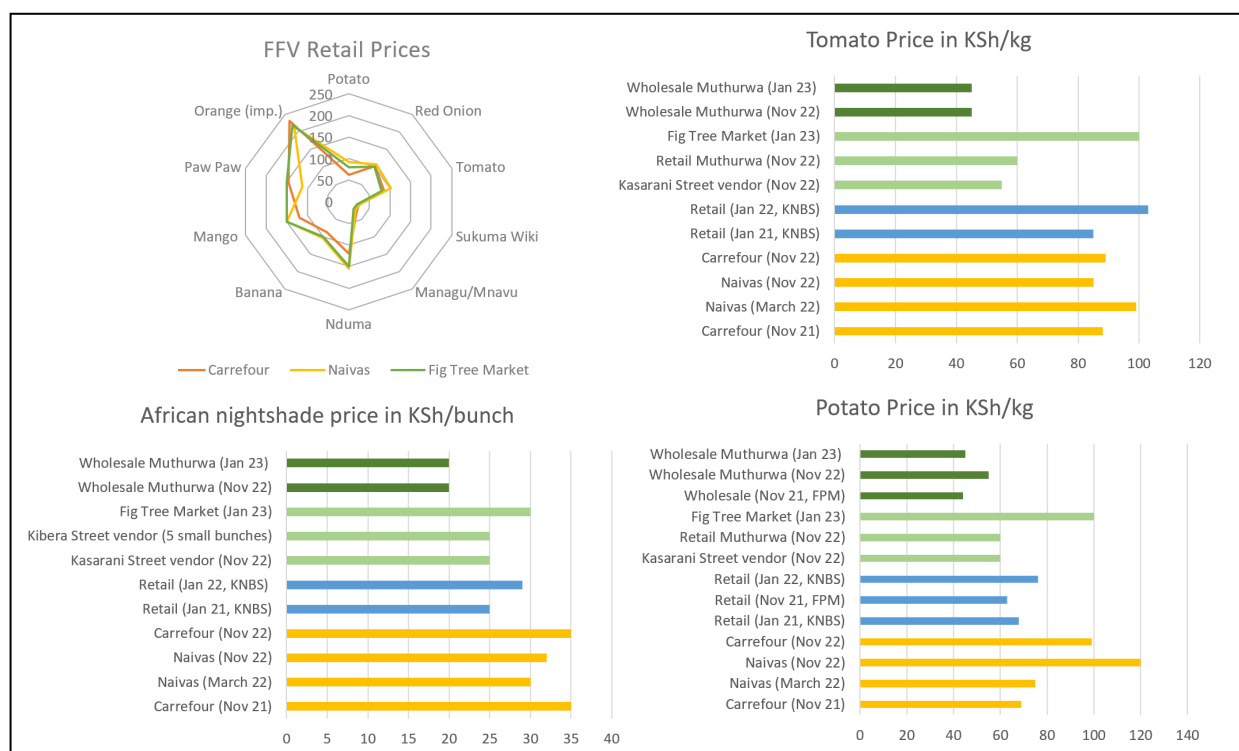 FFV Retail Prices
Potato
Red Onion
Tomato
Sukuma Wiki
Managu/Mnavu
Nduma
Banana
Mango
Paw Paw
Orange (imp.)
250
200
150
100
50
0
Carrefour
Naivas
Fig Tree Market
Tomato Price in KSh/kg
Wholesale Muthurwa (Jan 23)
Wholesale Muthurwa (Nov 22)
Fig Tree Market (Jan 23)
Retail Muthurwa (Nov 22)
Kasarani Street vendor (Nov 22)
Retail (Jan 22, KNBS)
Retail (Jan 21, KNBS)
Carrefour (Nov 22)
Naivas (Nov 22)
Naivas (March 22)
Carrefour (Nov 21)
0 20 40 60 80 100 120
African nightshade price in KSh/bunch
Wholesale Muthurwa (Jan 23)
Wholesale Muthurwa (Nov 22)
Fig Tree Market (Jan 23)
Kibera Street vendor (5 small bunches)
Kasarani Street vendor (Nov 22)
Retail (Jan 22, KNBS)
Retail (Jan 21, KNBS)
Carrefour (Nov 22)
Naivas (Nov 22)
Naivas (March 22)
Carrefour (Nov 21)
0 5 10 15 20 25 30 35 40
Potato Price in KSh/kg
Wholesale Muthurwa (Jan 23)
Wholesale Muthurwa (Nov 22)
Wholesale (Nov 21, FPM)
Fig Tree Market (Jan 23)
Retail Muthurwa (Nov 22)
Kasarani Street vendor (Nov 22)
Retail (Jan 22, KNBS)
Retail (Nov 21, FPM)
Retail (Jan 21, KNBS)
Carrefour (Nov 22)
Naivas (Nov 22)
Naivas (March 22)
Carrefour (Nov 21)
0 20 40 60 80 100 120 140